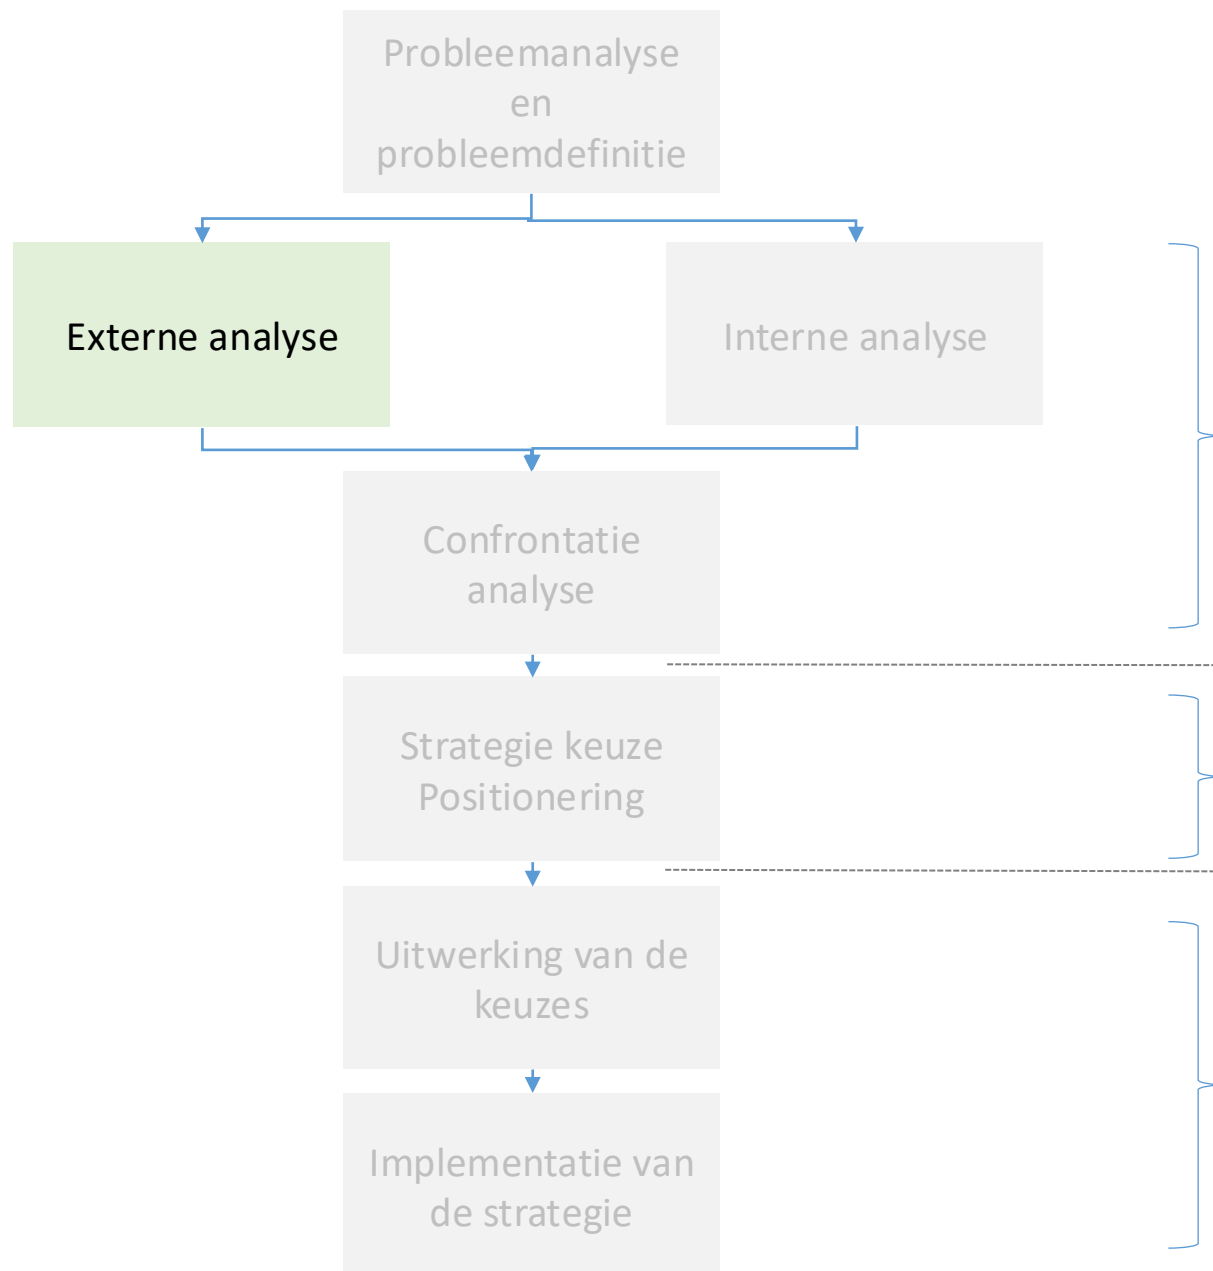 Probleemanalyse
en
probleemdefinitie
Externe analyse
Interne analyse
Confrontatie
analyse
Strategie keuze
Positionering
Uitwerking van de
keuzes
Implementatie van
de strategie